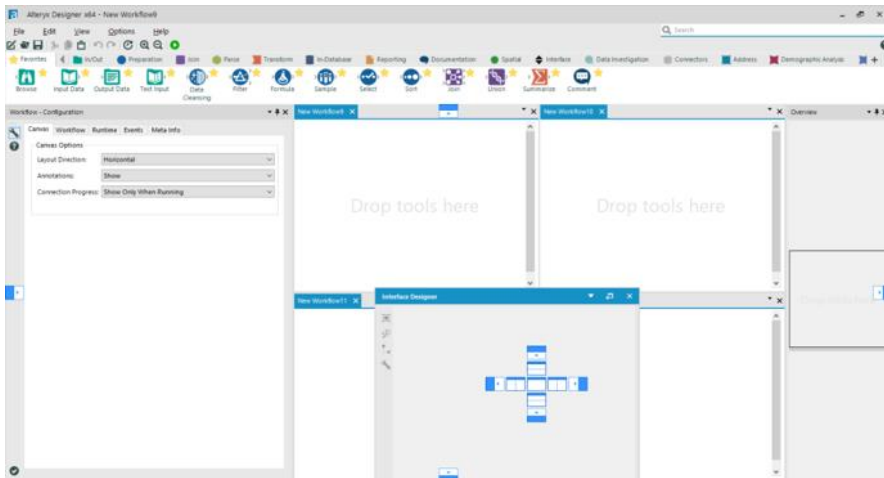 Alteryx Designer x64 - New Workflow9
File Edit View Options Help
Search
Favorites In/Out Preparation Join Parse Transform In-Database Reporting Documentation Spatial Interface Data Investigation Connectors Address Demographic Analysis
Browse Input Data Output Data Text Input Data Cleansing Filter Formula Sample Select Sort Join Union Summarize Comment
Workflow - Configuration
New Workflow9 X
New Workflow10 X
Overview
Canvas Workflow Runtime Events Meta Info
Canvas Options
Layout Direction: Horizontal
Annotations: Show
Connection Progress: Show Only When Running
Drop tools here
Drop tools here
New Workflow11 X
Interface Designer